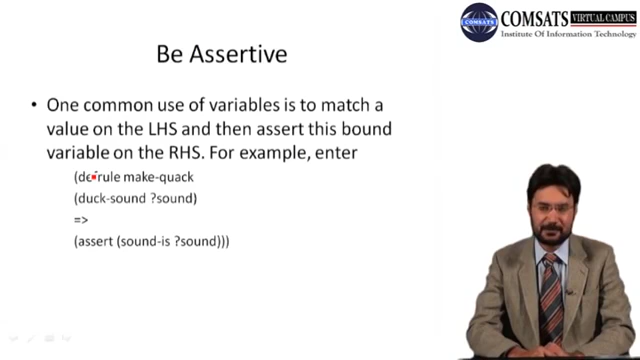 COMSATS VIRTUAL CAMPUS
Institute Of Information Technology
Be Assertive
• One common use of variables is to match a
value on the LHS and then assert this bound
variable on the RHS. For example, enter
(defrule make-quack
(duck-sound ?sound)
=>
(assert (sound-is ?sound)))